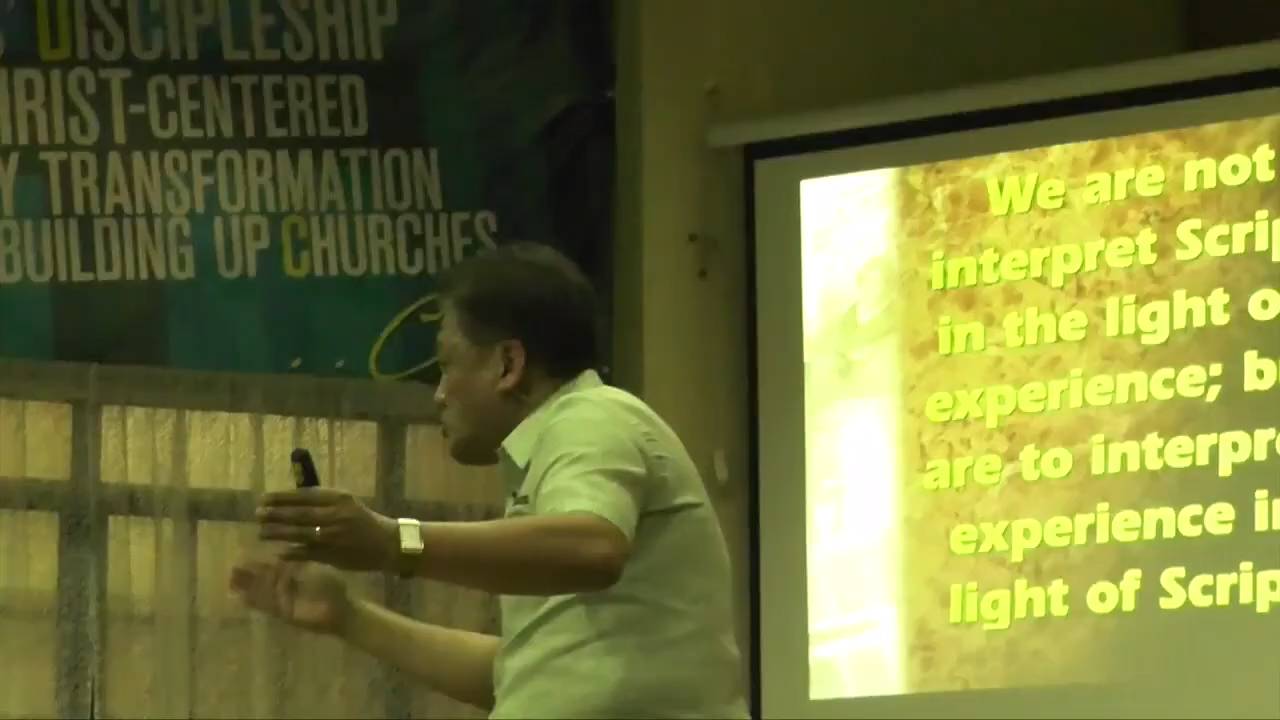 DISCIPLESHIP
HRIST-CENTERED
Y TRANSFORMATION
BUILDING UP CHURCHES
We are not
interpret Scrip
in the light o
experience; b
are to interpre
experience i
light of Scrip